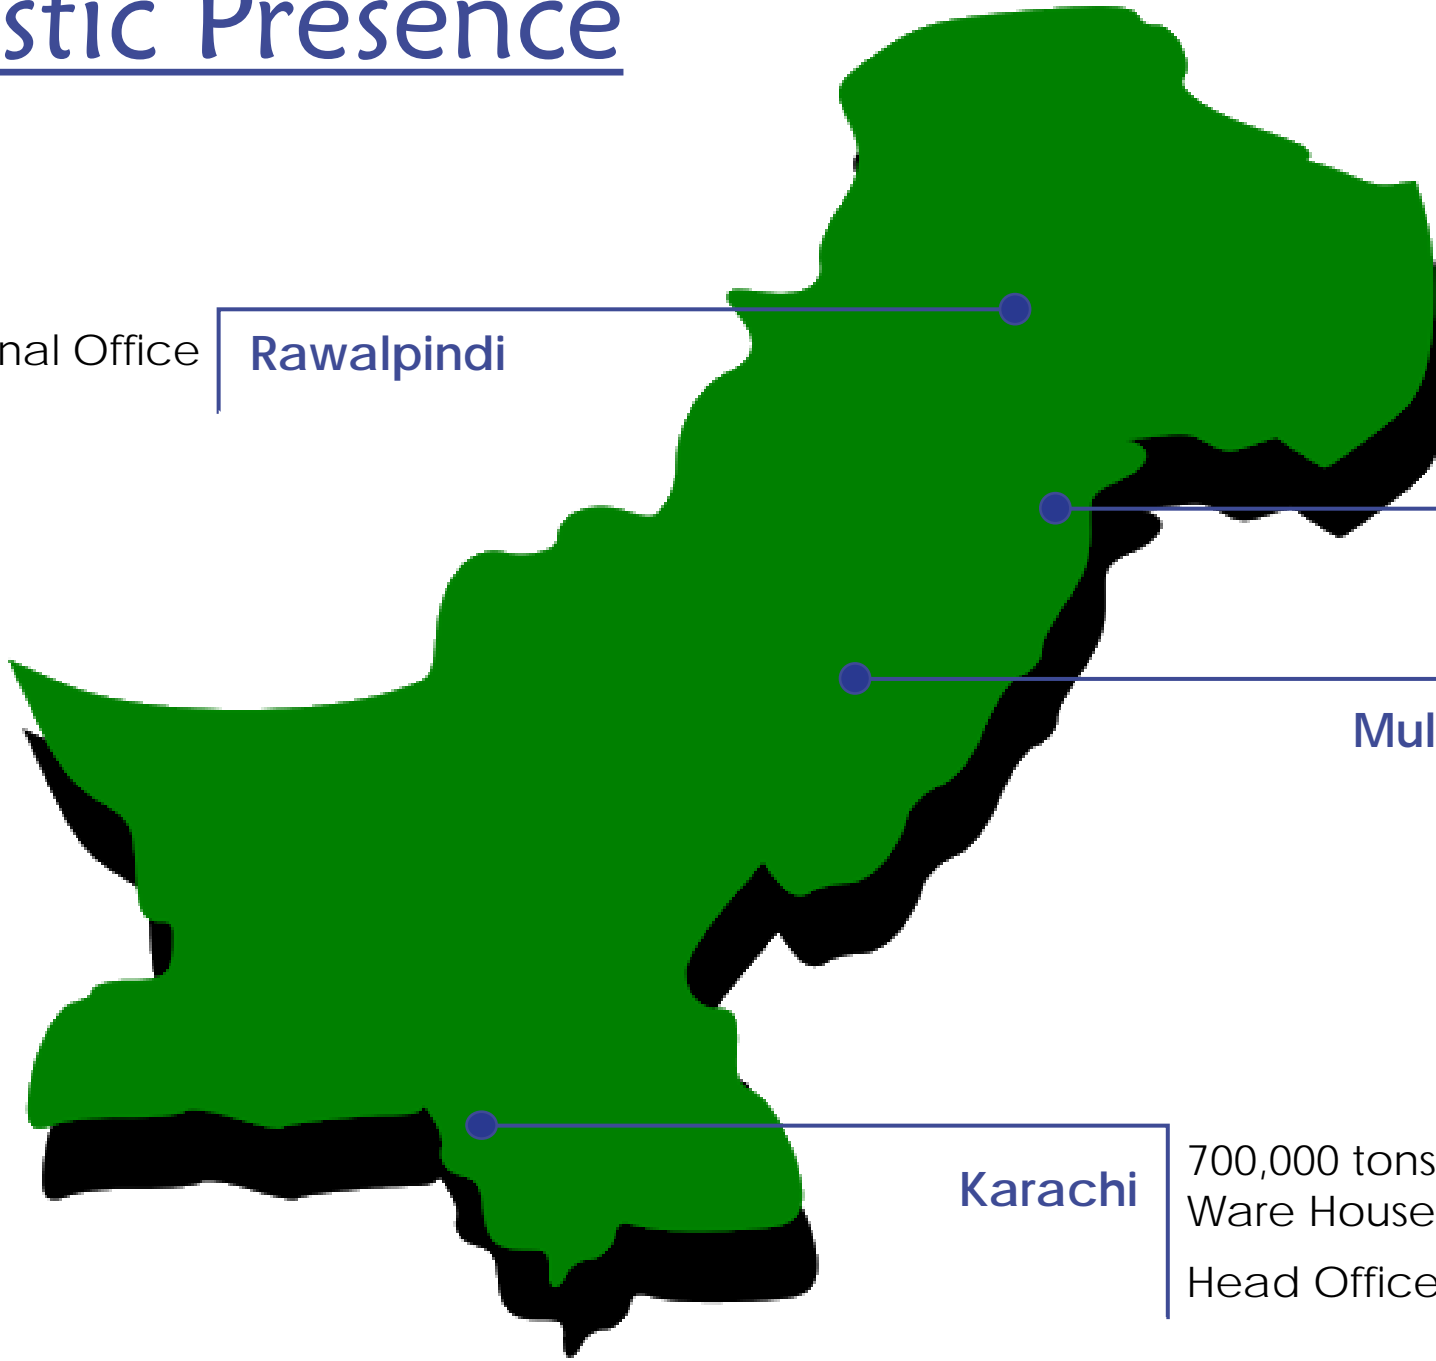 stic Presence
nal Office
Rawalpindi
Mul
Karachi
700,000 tons
Ware House
Head Office